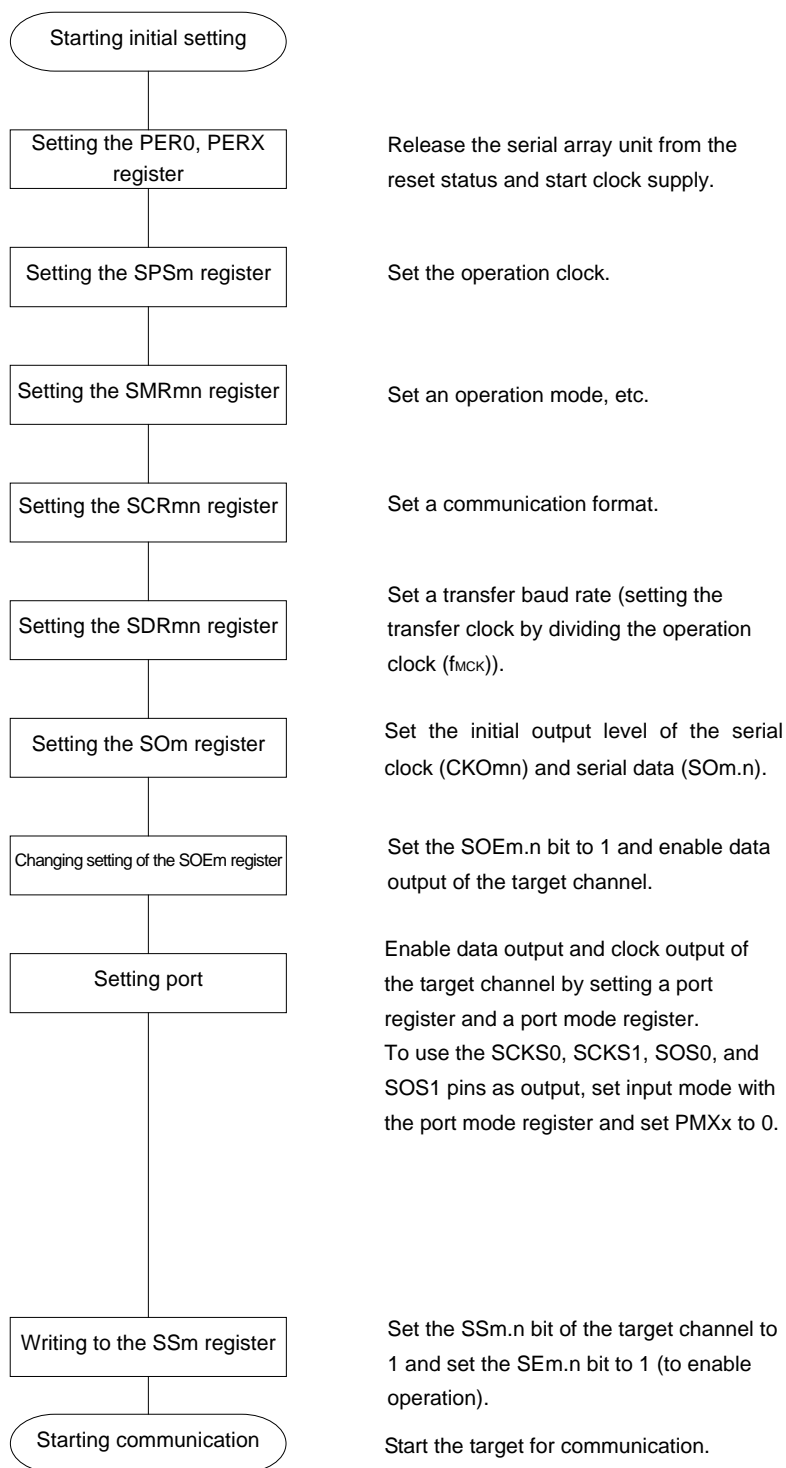 Starting initial setting
Setting the PER0, PERX
register
Release the serial array unit from the
reset status and start clock supply.
Setting the SPSm register
Set the operation clock.
Setting the SMRmn register
Set an operation mode, etc.
Setting the SCRmn register
Set a communication format.
Setting the SDRmn register
Set a transfer baud rate (setting the
transfer clock by dividing the operation
clock (fMCK)).
Setting the SOm register
Set the initial output level of the serial
clock (CKOmn) and serial data (SOm.n).
Changing setting of the SOEm register
Set the SOEm.n bit to 1 and enable data
output of the target channel.
Setting port
Enable data output and clock output of
the target channel by setting a port
register and a port mode register.
To use the SCKS0, SCKS1, SOS0, and
SOS1 pins as output, set input mode with
the port mode register and set PMXx to 0.
Writing to the SSm register
Set the SSm.n bit of the target channel to
1 and set the SEm.n bit to 1 (to enable
operation).
Starting communication
Start the target for communication.